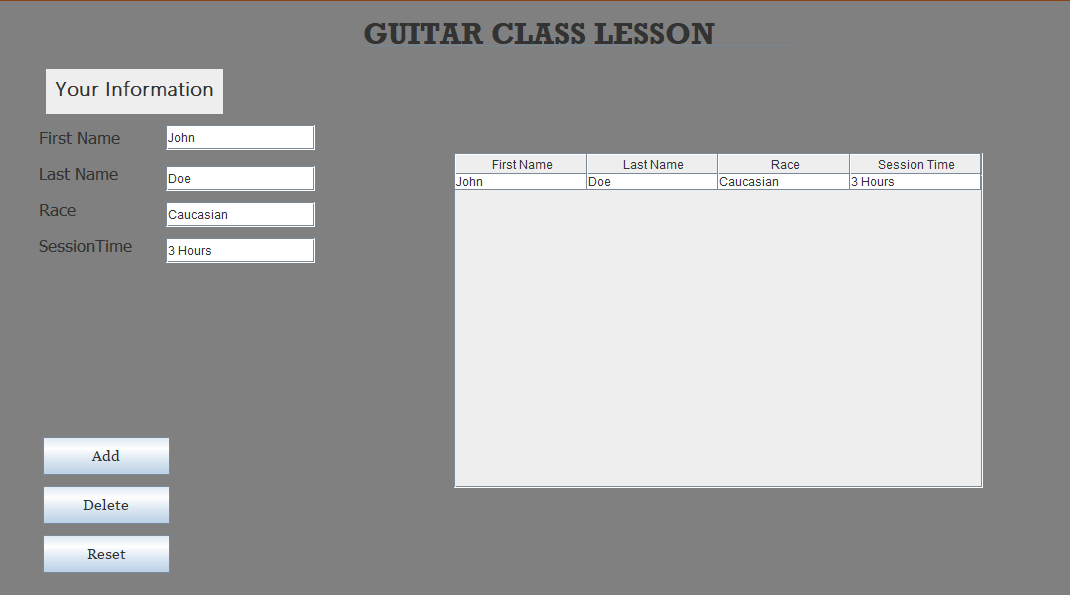 GUITAR CLASS LESSON
Your Information
First Name John
Last Name Doe
Race Caucasian
SessionTime 3 Hours
First Name Last Name Race Session Time
John Doe Caucasian 3 Hours
Add
Delete
Reset